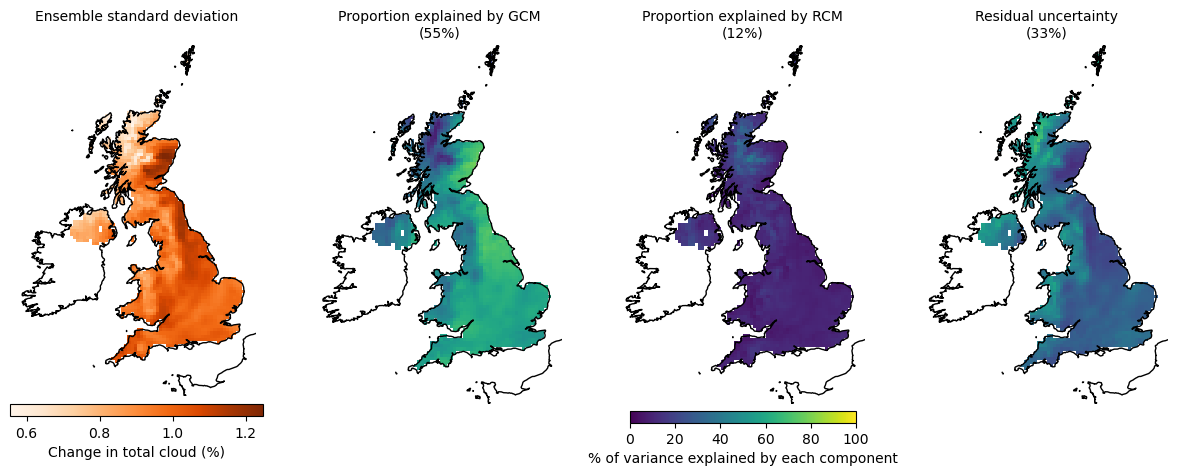 Ensemble standard deviation
Proportion explained by GCM
(55%)
Proportion explained by RCM
(12%)
Residual uncertainty
(33%)
0.6 0.8 1.0 1.2
Change in total cloud (%)
0 20 40 60 80 100
% of variance explained by each component